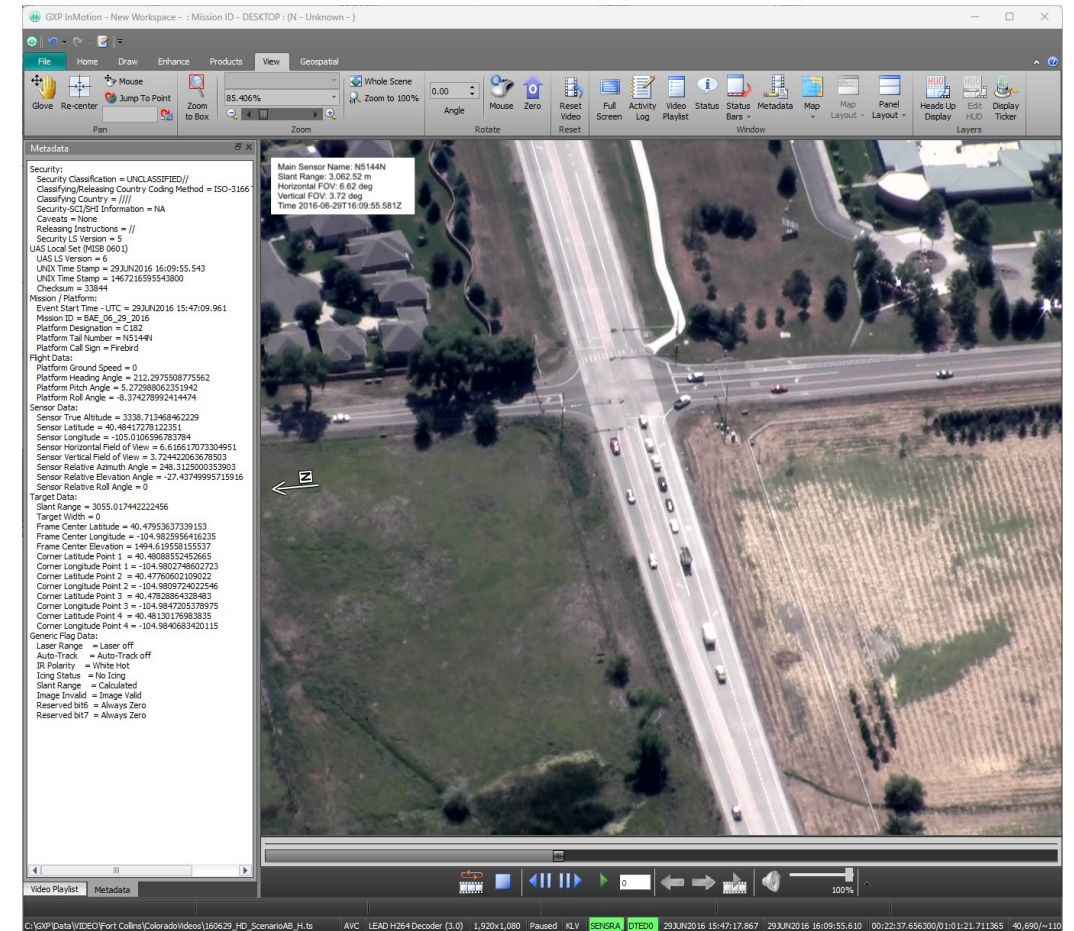 GXP InMotion - New Workspace - : Mission ID - DESKTOP : (N - Unknown - )
File Home Draw Enhance Products View Geospatial
Glove Re-center Mouse Jump To Point
Pan
Zoom to Box 85.406% Whole Scene Zoom to 100%
Zoom
0.00 Angle Mouse Zero
Rotate
Reset Video
Reset
Full Screen Activity Log Video Playlist Status Status Bars Metadata Map Map Layout Panel Layout
Window
HUD Heads Up Display HUD Edit HUD Display Ticker
Layers
Metadata
Security:
Security Classification = UNCLASSIFIED//
Classifying/Releasing Country Coding Method = ISO-3166
Classifying Country = ////
Security-SCI/SHI Information = NA
Caveats = None
Releasing Instructions = //
Security LS Version = 5
UAS Local Set (MISB 0601)
UAS LS Version = 6
UNIX Time Stamp = 29JUN2016 16:09:55.543
UNIX Time Stamp = 1467216595543800
Checksum = 33844
Mission / Platform:
Event Start Time - UTC = 29JUN2016 15:47:09.961
Mission ID = BAE_06_29_2016
Platform Designation = C182
Platform Tail Number = N5144N
Platform Call Sign = Firebird
Flight Data:
Platform Ground Speed = 0
Platform Heading Angle = 212.2975508775562
Platform Pitch Angle = 5.272988062351942
Platform Roll Angle = -8.374278992414474
Sensor Data:
Sensor True Altitude = 3338.713468462229
Sensor Latitude = 40.48417278122351
Sensor Longitude = -105.0106596783784
Sensor Horizontal Field of View = 6.616617073304951
Sensor Vertical Field of View = 3.724422063678503
Sensor Relative Azimuth Angle = 248.3125000353903
Sensor Relative Elevation Angle = -27.43749995715916
Sensor Relative Roll Angle = 0
Target Data:
Slant Range = 3055.017442222456
Target Width = 0
Frame Center Latitude = 40.47953637339153
Frame Center Longitude = -104.9825956416235
Frame Center Elevation = 1494.619558155537
Corner Latitude Point 1 = 40.48088552452665
Corner Longitude Point 1 = -104.9802748602723
Corner Latitude Point 2 = 40.47760602109022
Corner Longitude Point 2 = -104.9809724022546
Corner Latitude Point 3 = 40.47828864328483
Corner Longitude Point 3 = -104.9847205378975
Corner Latitude Point 4 = 40.48130176983835
Corner Longitude Point 4 = -104.9840683420115
Generic Flag Data:
Laser Range = Laser off
Auto-Track = Auto-Track off
IR Polarity = White Hot
Icing Status = No Icing
Slant Range = Calculated
Image Invalid = Image Valid
Reserved bit6 = Always Zero
Reserved bit7 = Always Zero
Main Sensor Name: N5144N
Slant Range: 3,062.52 m
Horizontal FOV: 6.62 deg
Vertical FOV: 3.72 deg
Time 2016-06-29T16:09:55.581Z
N
Video Playlist Metadata
0
100%
C:\GXP\Data\VIDEO\Fort Collins\ColoradoVideos\160629_HD_ScenarioAB_H.ts AVC LEAD H264 Decoder (3.0) 1,920x1,080 Paused KLV SENSRA DTED0 29JUN2016 15:47:17.867 29JUN2016 16:09:55.610 00:22:37.656300/01:01:21.711365 40,690/~110